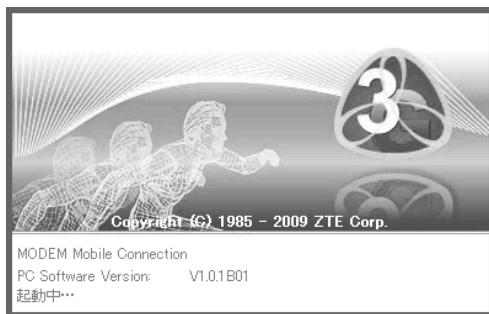 3
Copyright (C) 1985 - 2009 ZTE Corp.
MODEM Mobile Connection
PC Software Version: V1.0.1B01
起動中…